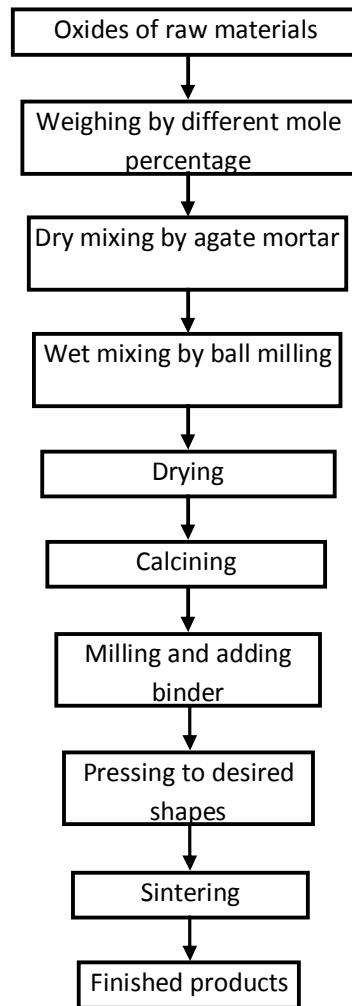 Oxides of raw materials
Weighing by different mole
percentage
Dry mixing by agate mortar
Wet mixing by ball milling
Drying
Calcining
Milling and adding
binder
Pressing to desired
shapes
Sintering
Finished products